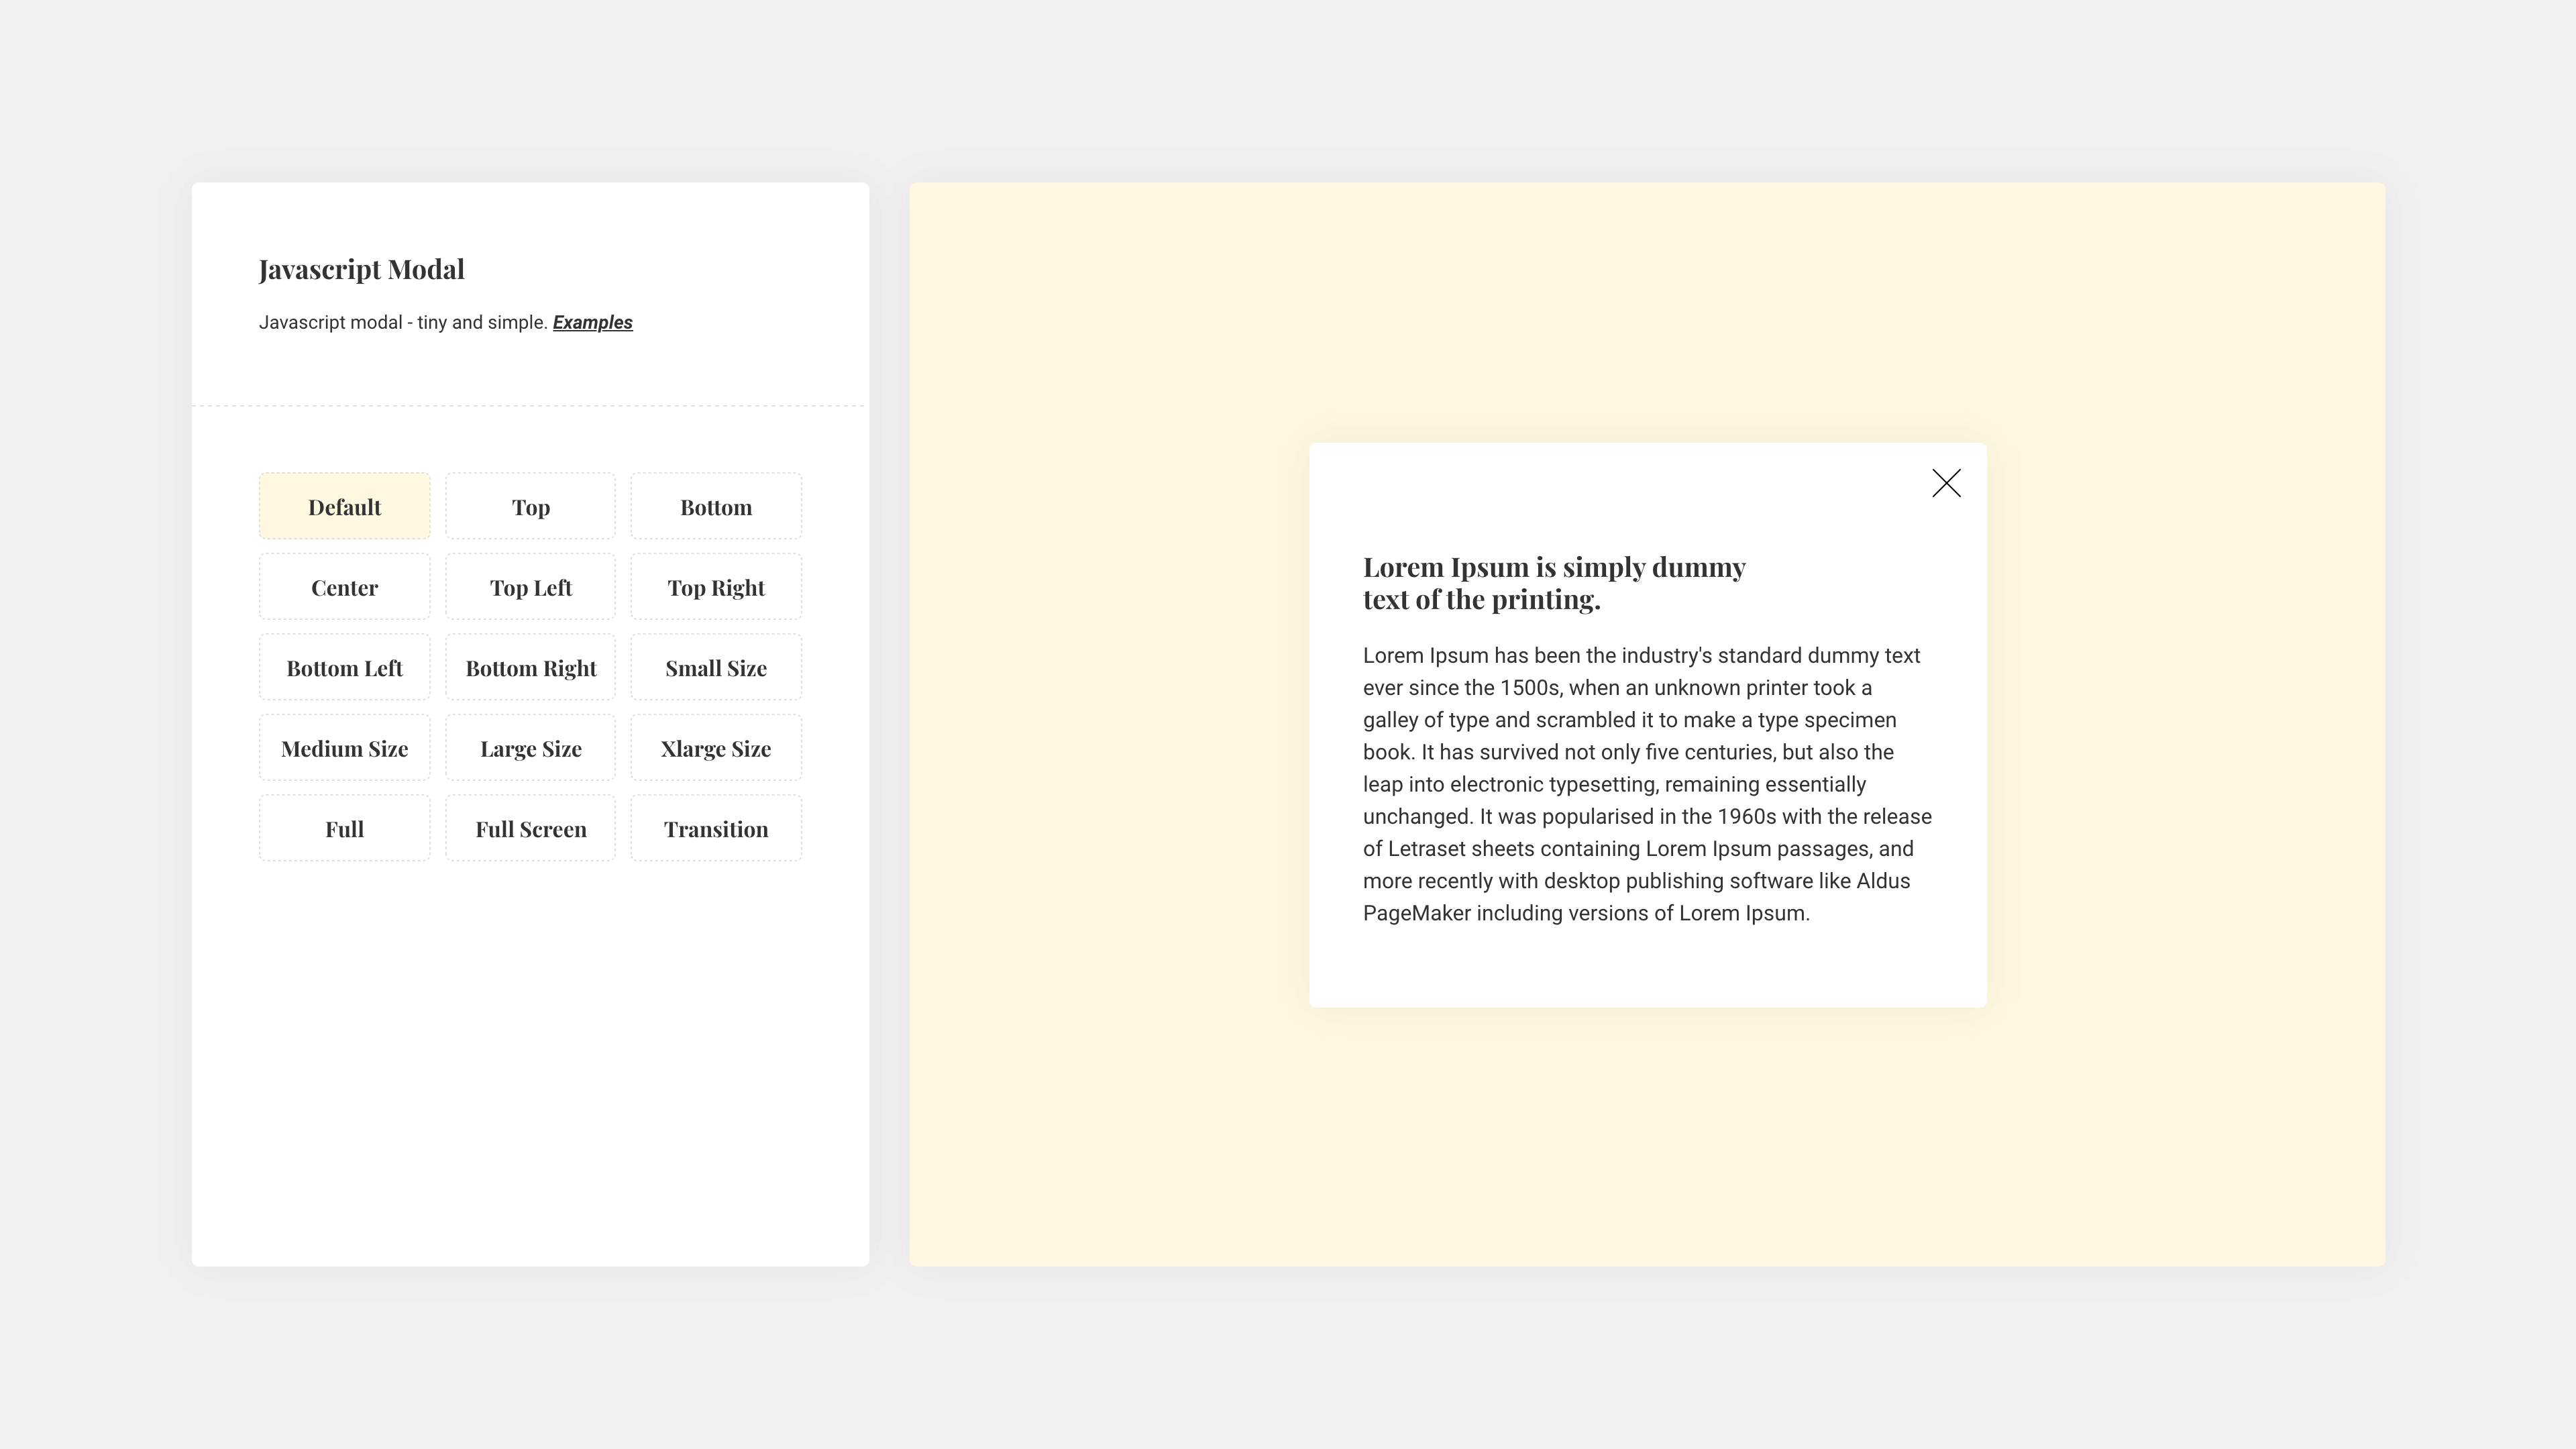 Javascript Modal
Javascript modal - tiny and simple. Examples
Default
Top
Bottom
Center
Top Left
Top Right
Bottom Left
Bottom Right
Small Size
Medium Size
Large Size
Xlarge Size
Full
Full Screen
Transition
Lorem Ipsum is simply dummy
text of the printing.
Lorem Ipsum has been the industry's standard dummy text
ever since the 1500s, when an unknown printer took a
galley of type and scrambled it to make a type specimen
book. It has survived not only five centuries, but also the
leap into electronic typesetting, remaining essentially
unchanged. It was popularised in the 1960s with the release
of Letraset sheets containing Lorem Ipsum passages, and
more recently with desktop publishing software like Aldus
PageMaker including versions of Lorem Ipsum.